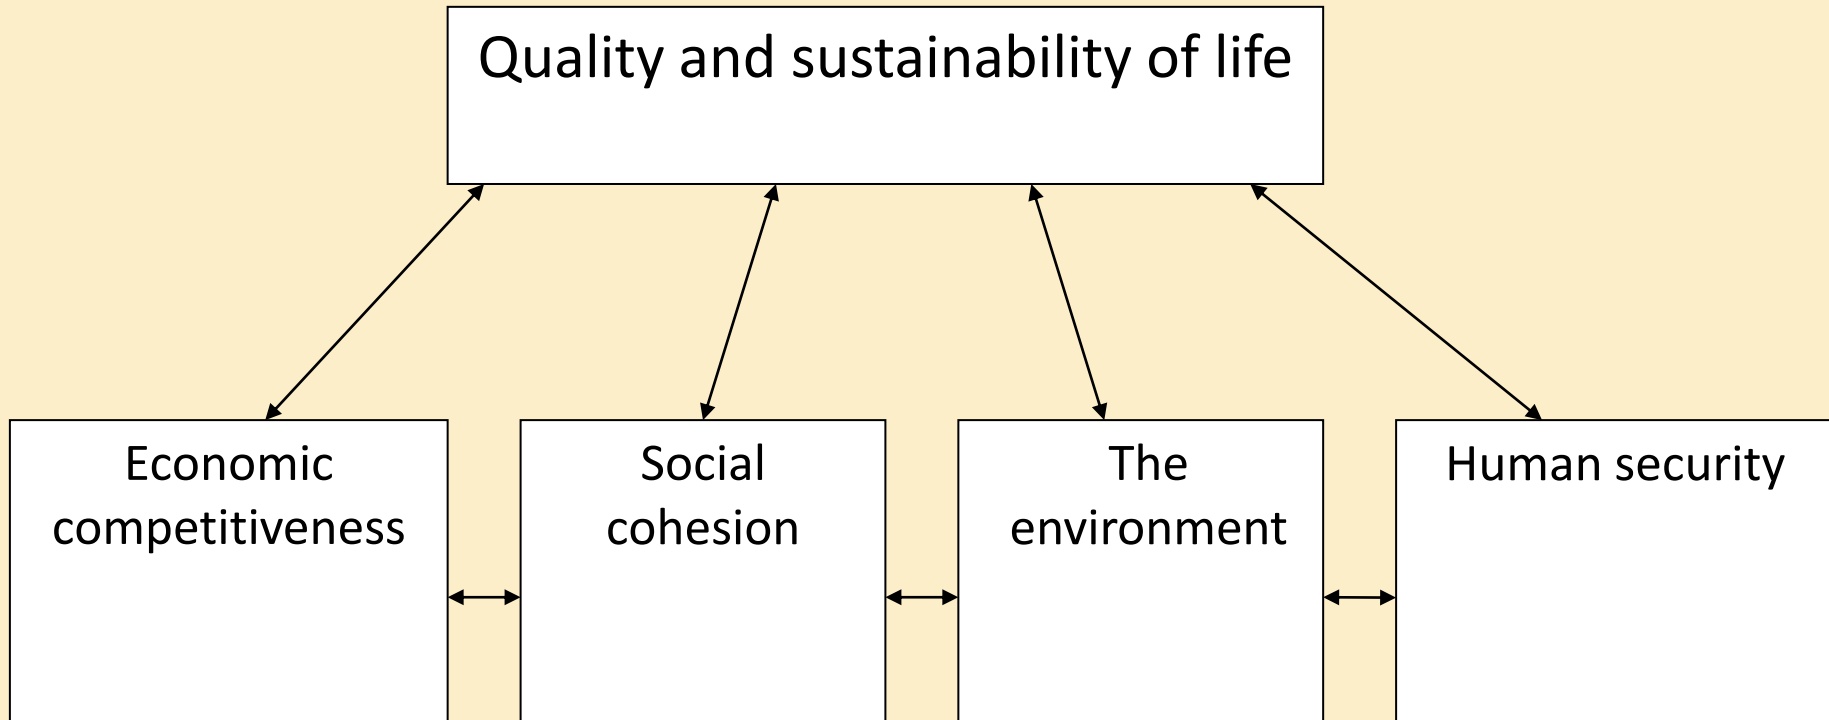 Quality and sustainability of life
Economic
competitiveness
Social
cohesion
The
environment
Human security